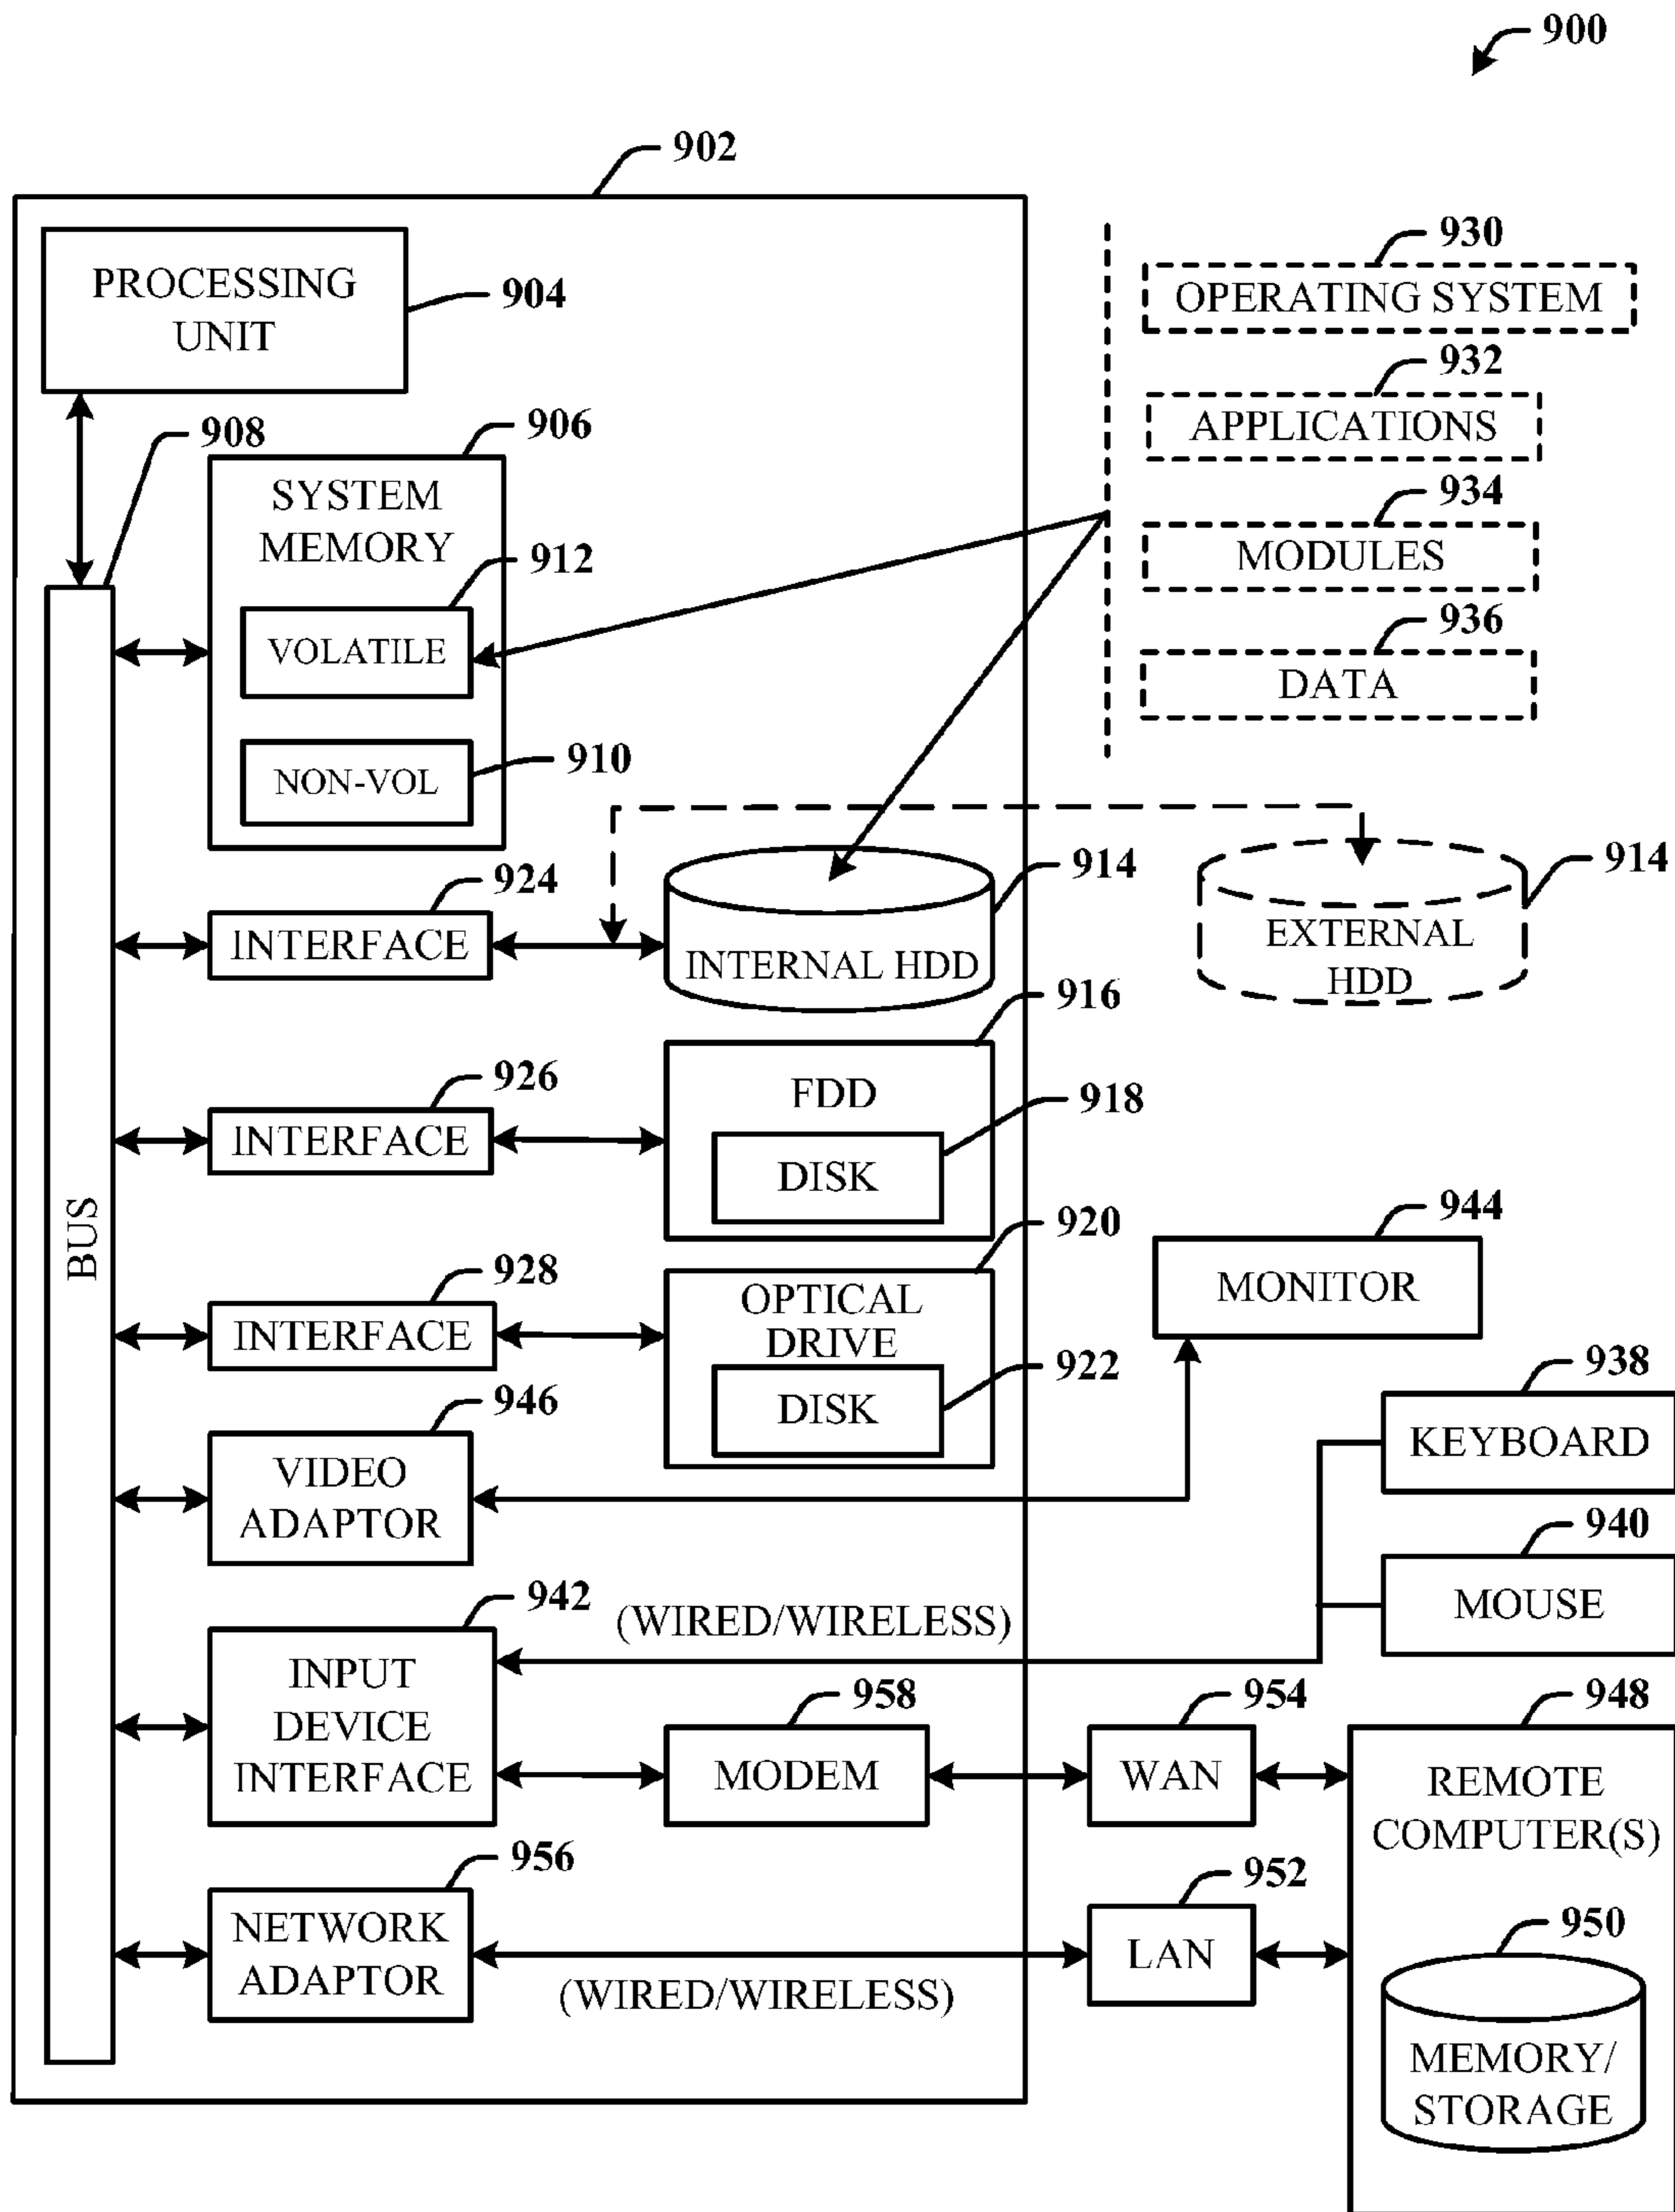 900
902
PROCESSING
UNIT
904
930
OPERATING SYSTEM
932
APPLICATIONS
934
MODULES
936
DATA
908
906
SYSTEM
MEMORY
912
VOLATILE
910
NON-VOL
BUS
924
INTERFACE
914
INTERNAL HDD
914
EXTERNAL
HDD
926
INTERFACE
916
FDD
918
DISK
928
INTERFACE
920
OPTICAL
DRIVE
922
DISK
944
MONITOR
946
VIDEO
ADAPTOR
938
KEYBOARD
940
MOUSE
942
INPUT
DEVICE
INTERFACE
(WIRED/WIRELESS)
958
MODEM
954
WAN
948
REMOTE
COMPUTER(S)
956
NETWORK
ADAPTOR
(WIRED/WIRELESS)
952
LAN
950
MEMORY/
STORAGE